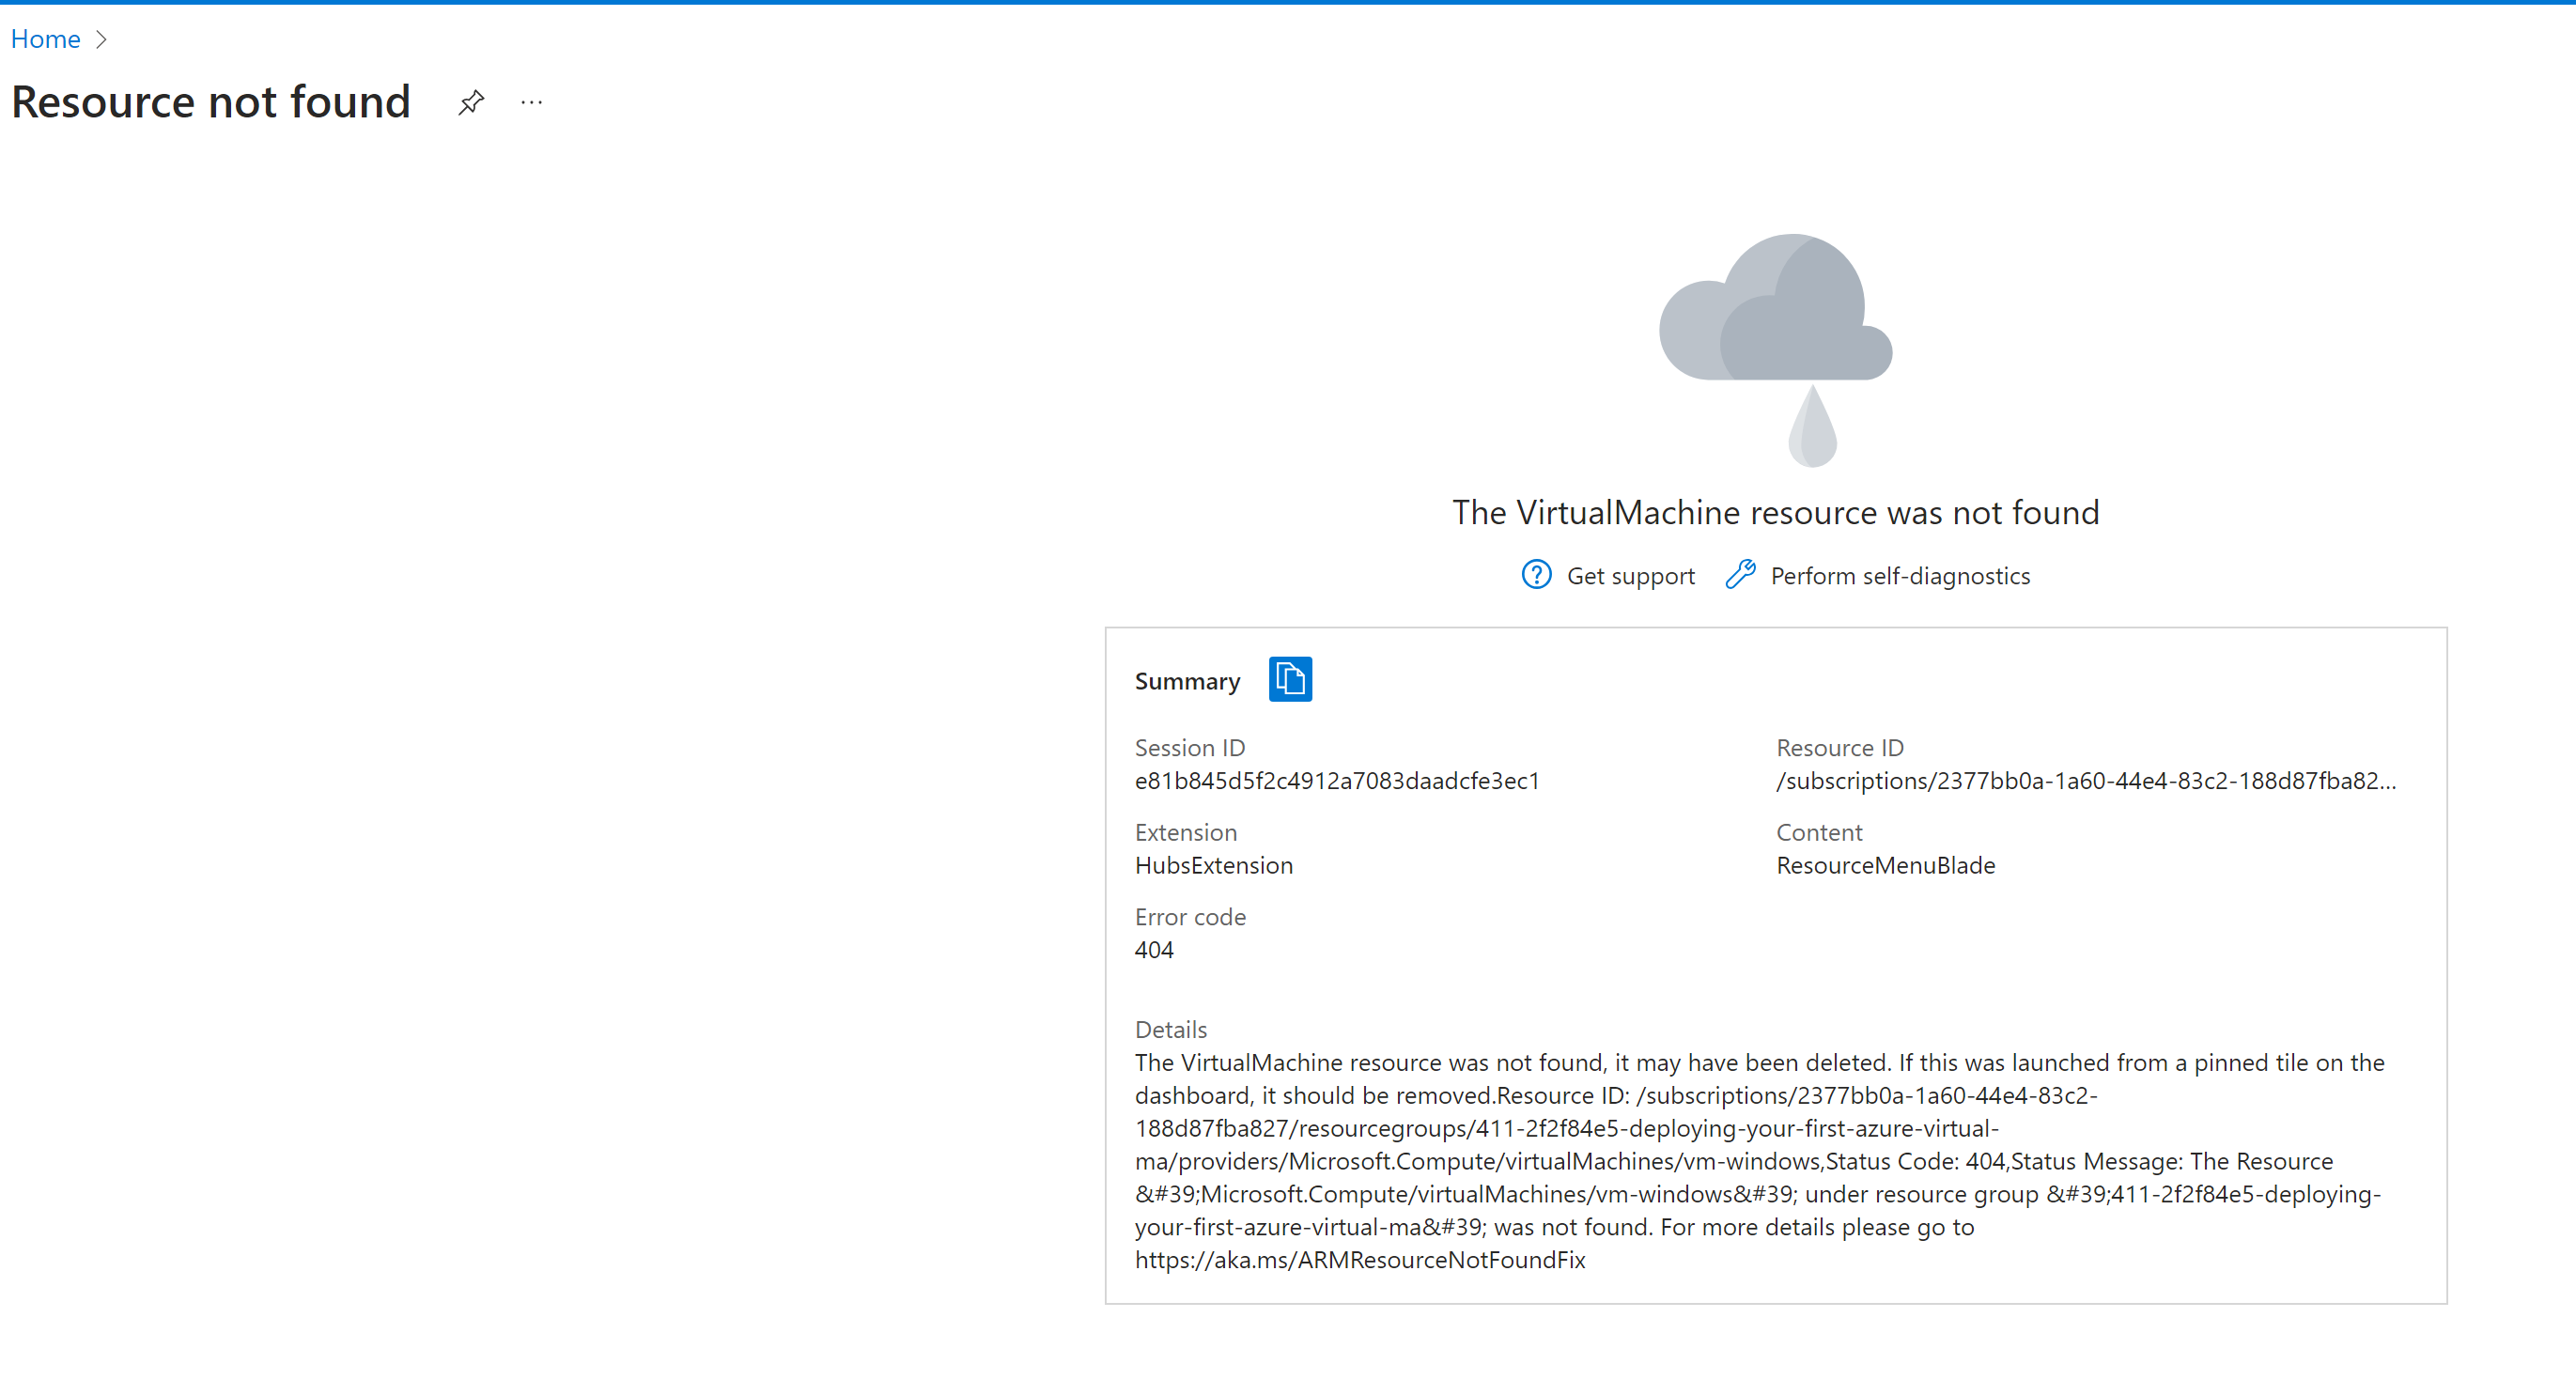 Home
Resource not found
The VirtualMachine resource was not found
Get support Perform self-diagnostics
Summary
Session ID
e81b845d5f2c4912a7083daadcfe3ec1
Resource ID
/subscriptions/2377bb0a-1a60-44e4-83c2-188d87fba82...
Extension
HubsExtension
Content
ResourceMenuBlade
Error code
404
Details
The VirtualMachine resource was not found, it may have been deleted. If this was launched from a pinned tile on the
dashboard, it should be removed.Resource ID: /subscriptions/2377bb0a-1a60-44e4-83c2-
188d87fba827/resourcegroups/411-2f2f84e5-deploying-your-first-azure-virtual-
ma/providers/Microsoft.Compute/virtualMachines/vm-windows,Status Code: 404,Status Message: The Resource
&#39;Microsoft.Compute/virtualMachines/vm-windows&#39; under resource group &#39;411-2f2f84e5-deploying-
your-first-azure-virtual-ma&#39; was not found. For more details please go to
https://aka.ms/ARMResourceNotFoundFix